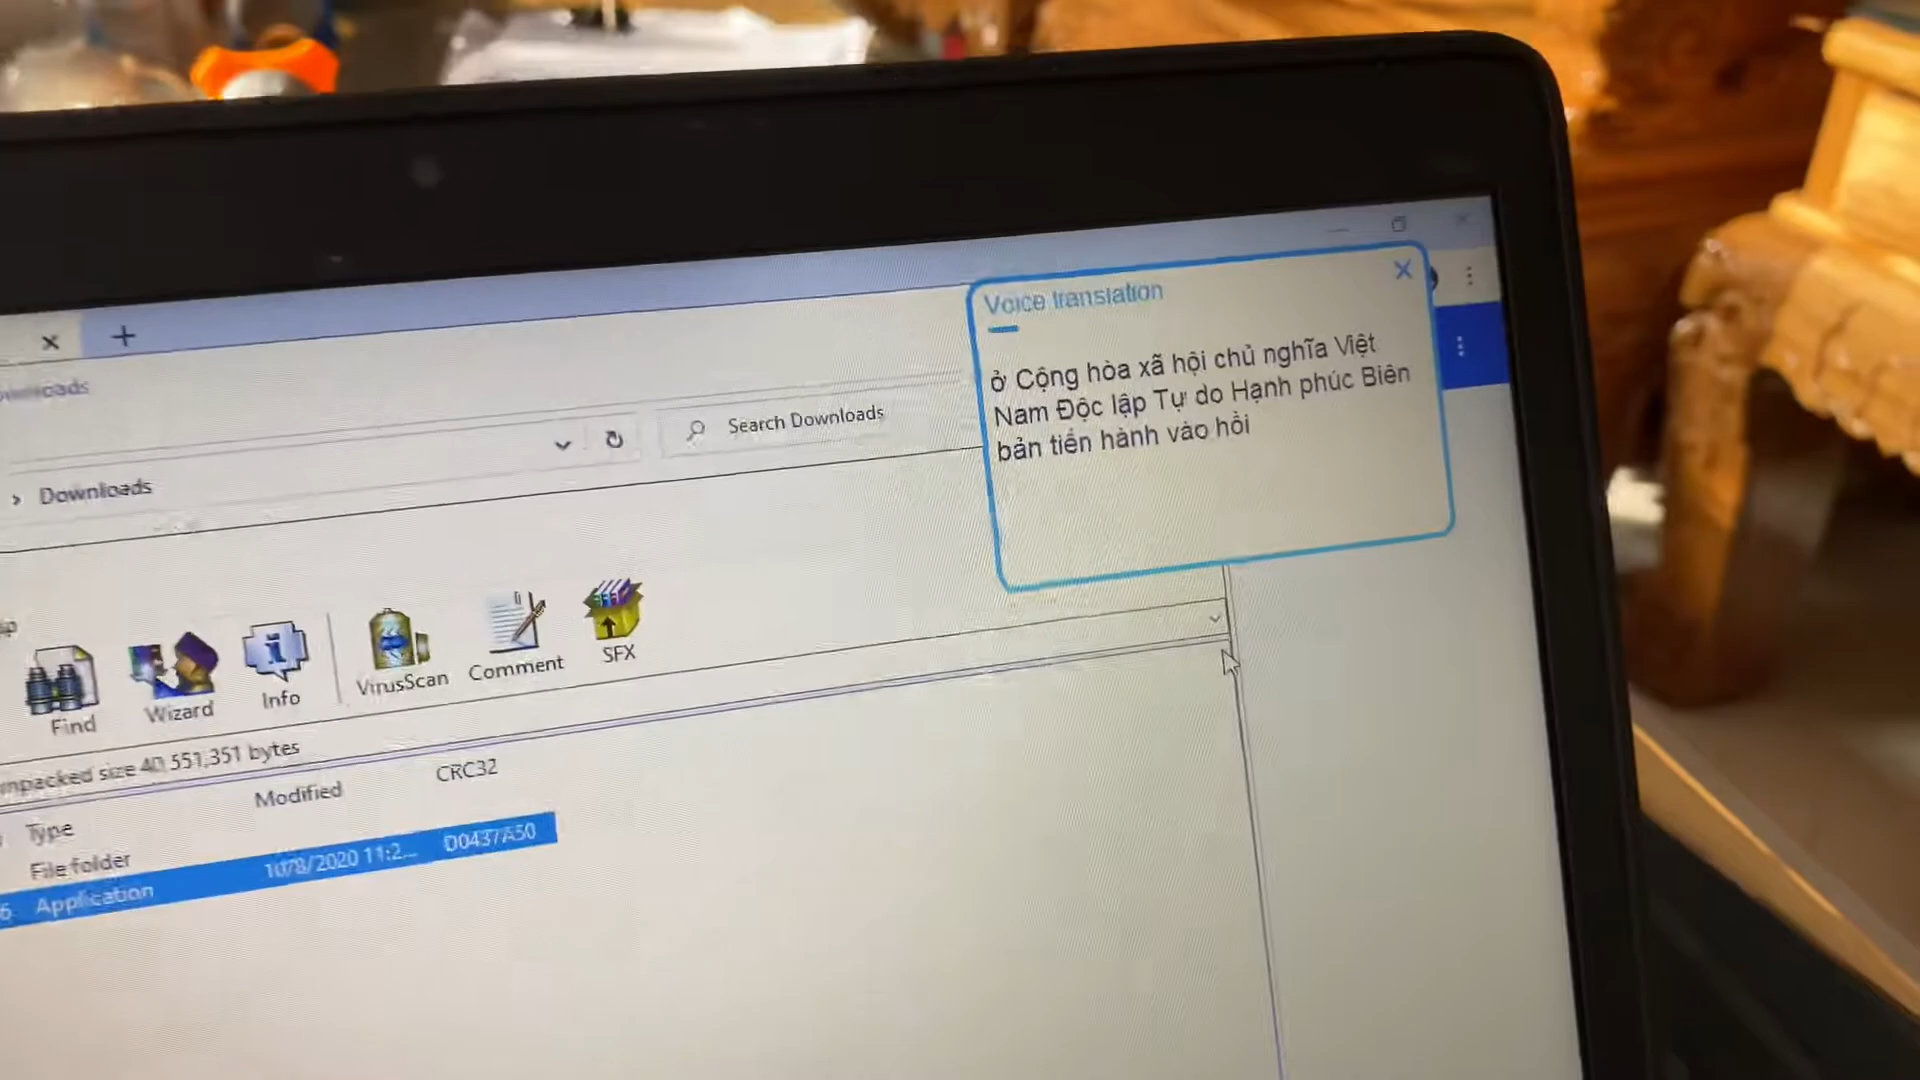 Voice translation
ở Cộng hòa xã hội chủ nghĩa Việt
Nam Độc lập Tự do Hạnh phúc Biên
bản tiến hành vào hồi
Search Downloads
Downloads
Find
Wizard
Info
VirusScan
Comment
SFX
size 40,551,351 bytes
Type
Modified
CRC32
File folder
Application
10/8/2020 11:2...
D0437A50